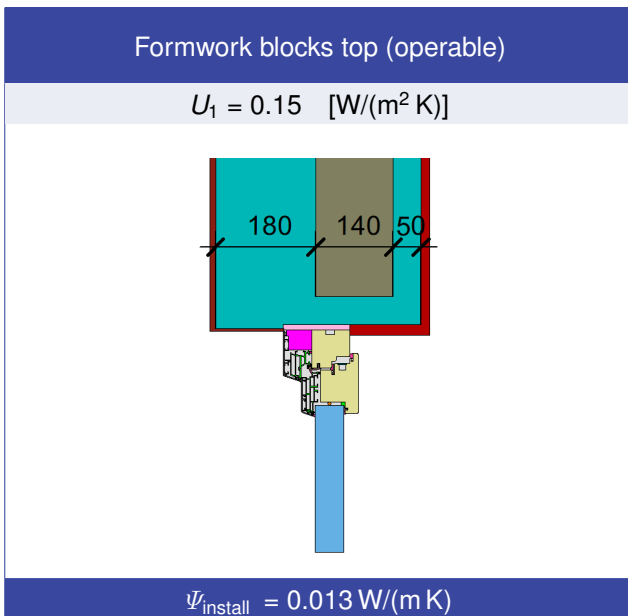 Formwork blocks top (operable)
U₁ = 0.15 [W/(m² K)]
180 140 50
Ψinstall = 0.013 W/(m K)